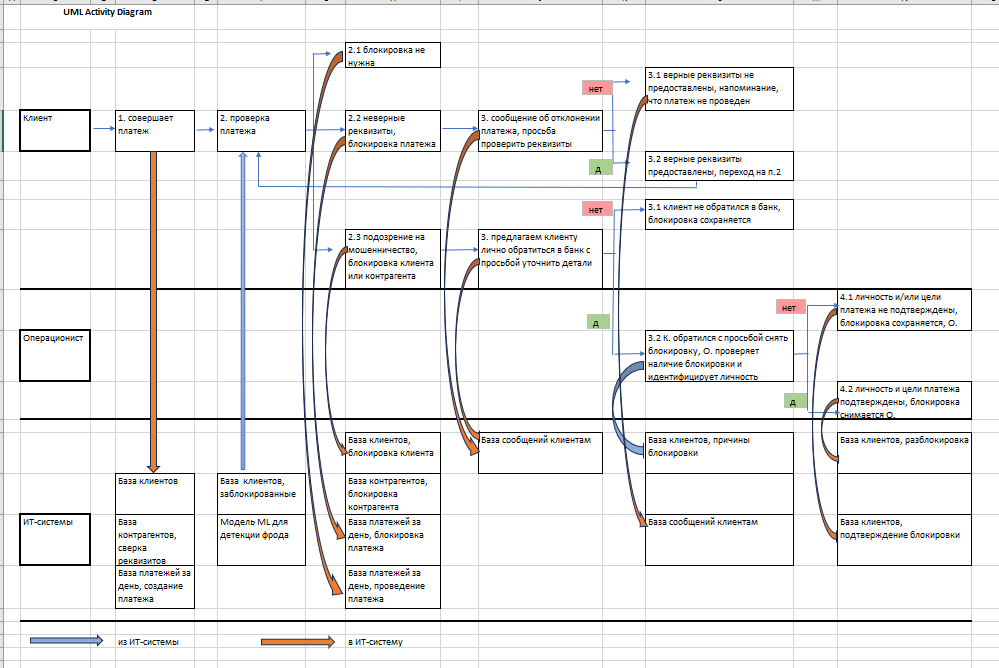 UML Activity Diagram
2.1 блокировка не
нужна
нет
3.1 верные реквизиты не
предоставлены, напоминание,
что платеж не проведен
Клиент
1. совершает
платеж
2. проверка
платежа
2.2 неверные
реквизиты,
блокировка платежа
3. сообщение об отклонении
платежа, просьба
проверить реквизиты
д
3.2 верные реквизиты
предоставлены, переход на п.2
нет
3.1 клиент не обратился в банк,
блокировка сохраняется
2.3 подозрение на
мошенничество,
блокировка клиента
или контрагента
3. предлагаем клиенту
лично обратиться в банк с
просьбой уточнить детали
нет
4.1 личность и/или цели
платежа не подтверждены,
блокировка сохраняется, О.
Операционист
д
3.2 К. обратился с просьбой снять
блокировку, О. проверяет
наличие блокировки и
идентифицирует личность
д
4.2 личность и цели платежа
подтверждены, блокировка
снимается О.
База клиентов,
блокировка клиента
База сообщений клиентам
База клиентов, причины
блокировки
База клиентов, разблокировка
База клиентов
База клиентов,
заблокированные
База контрагентов,
блокировка
контрагента
ИТ-системы
База
контрагентов,
сверка
реквизитов
Модель ML для
детекции фрода
База платежей за
день, блокировка
платежа
База сообщений клиентам
База клиентов,
подтверждение блокировки
База платежей за
день, создание
платежа
База платежей за
день, проведение
платежа
из ИТ-системы
в ИТ-систему